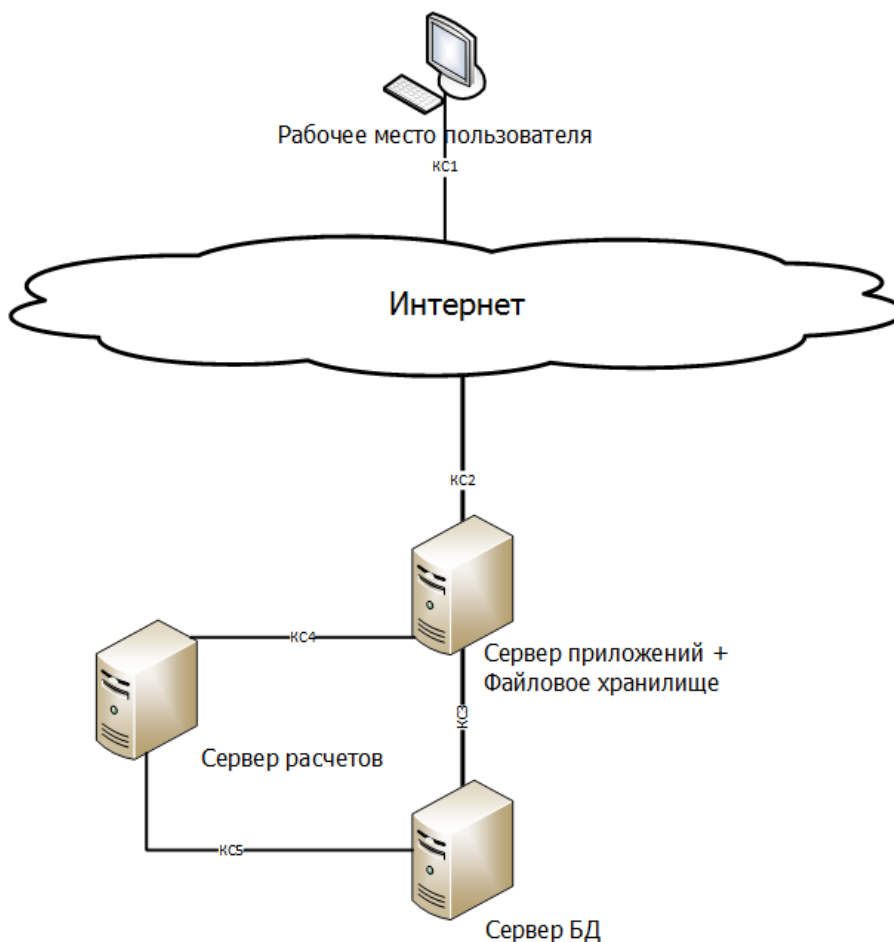 Рабочее место пользователя
КС1
Интернет
КС2
КС4
Сервер приложений +
Файловое хранилище
КС3
Сервер расчетов
КС5
Сервер БД